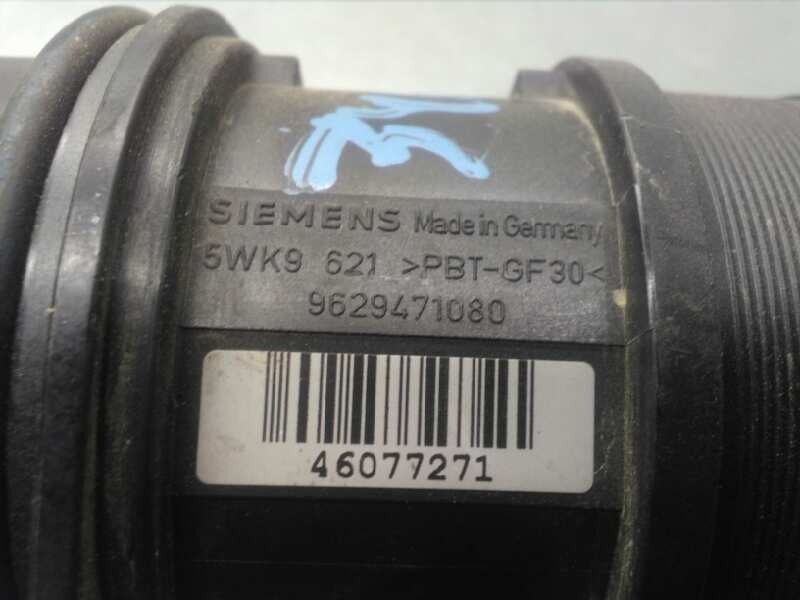 SIEMENS Made in Germany
5WK9 621 >PBT-GF30<
9629471080
46077271